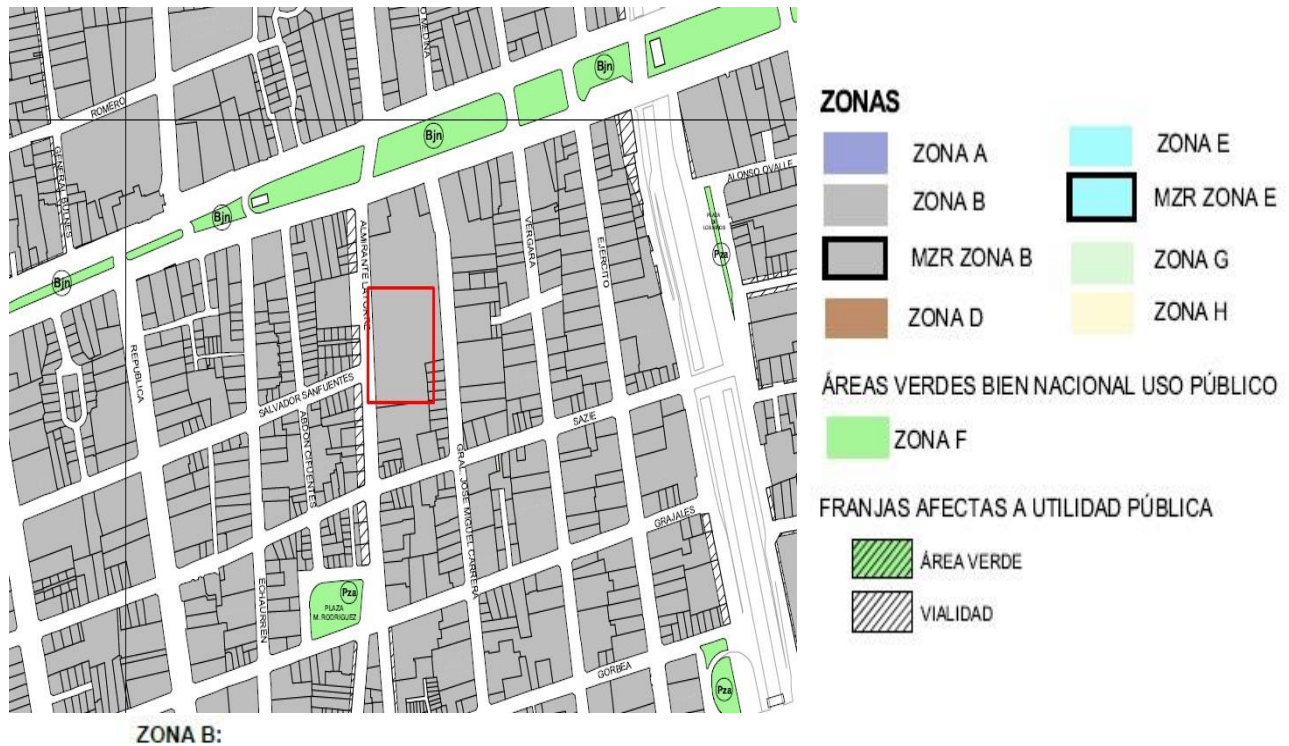 O MEDINA
Bjn
ROMERO
Bjn
GENERAL BULNES
ALONSO OVALLE
PLAZA
DE
Pza
Bjn
ALMIRANTE LATORRE
VERGARA
EJERCITO
Bjn
REPUBLICA
SALVADOR SANFUENTES
ABDON CIFUENTES
SAZIE
GRAL. JOSE MIGUEL CARRERA
GRAJALES
ECHAURREN
Pza
PLAZA
M. RODRIGUEZ
GORBEA
Pza
ZONAS
ZONA A
ZONA E
ZONA B
MZR ZONA E
MZR ZONA B
ZONA G
ZONA D
ZONA H
ÁREAS VERDES BIEN NACIONAL USO PÚBLICO
ZONA F
FRANJAS AFECTAS A UTILIDAD PÚBLICA
ÁREA VERDE
VIALIDAD
ZONA B: